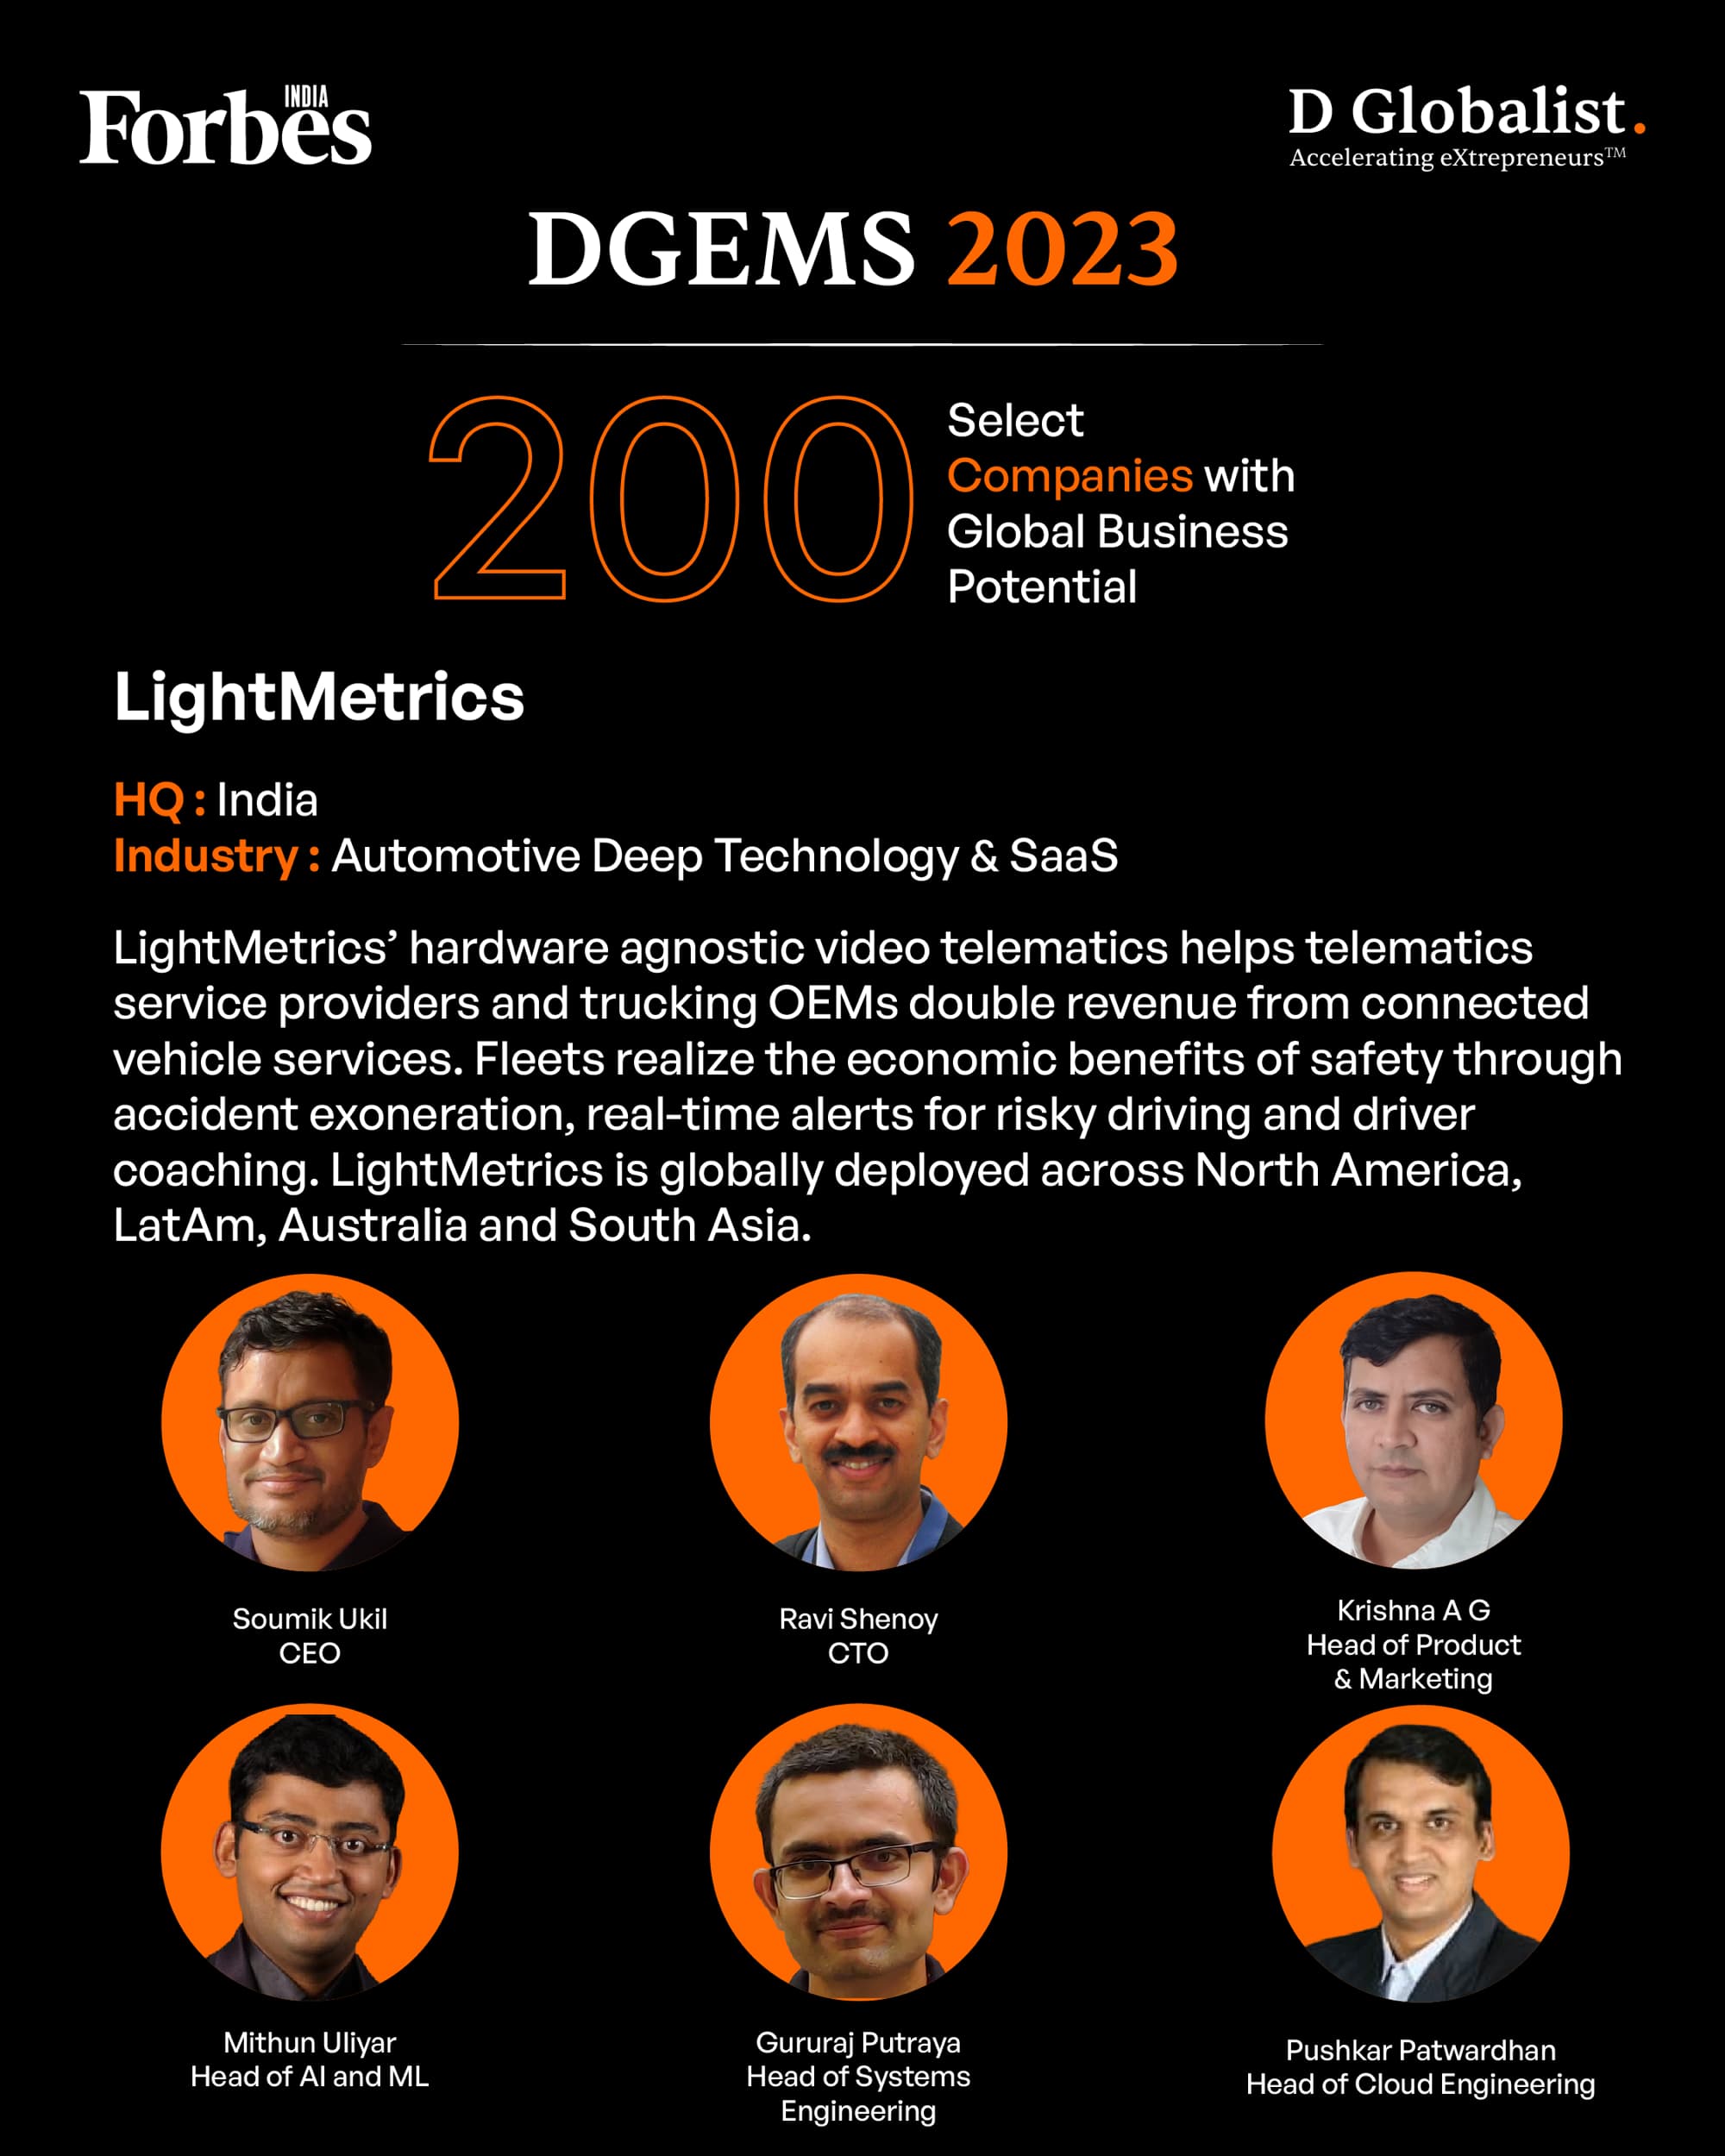 Forbes INDIA
D Globalist.
Accelerating eXtrepreneurs™
DGEMS 2023
200
Select
Companies with
Global Business
Potential
LightMetrics
HQ : India
Industry : Automotive Deep Technology & SaaS
LightMetrics’ hardware agnostic video telematics helps telematics
service providers and trucking OEMs double revenue from connected
vehicle services. Fleets realize the economic benefits of safety through
accident exoneration, real-time alerts for risky driving and driver
coaching. LightMetrics is globally deployed across North America,
LatAm, Australia and South Asia.
Soumik Ukil
CEO
Ravi Shenoy
CTO
Krishna A G
Head of Product
& Marketing
Mithun Uliyar
Head of AI and ML
Gururaj Putraya
Head of Systems
Engineering
Pushkar Patwardhan
Head of Cloud Engineering